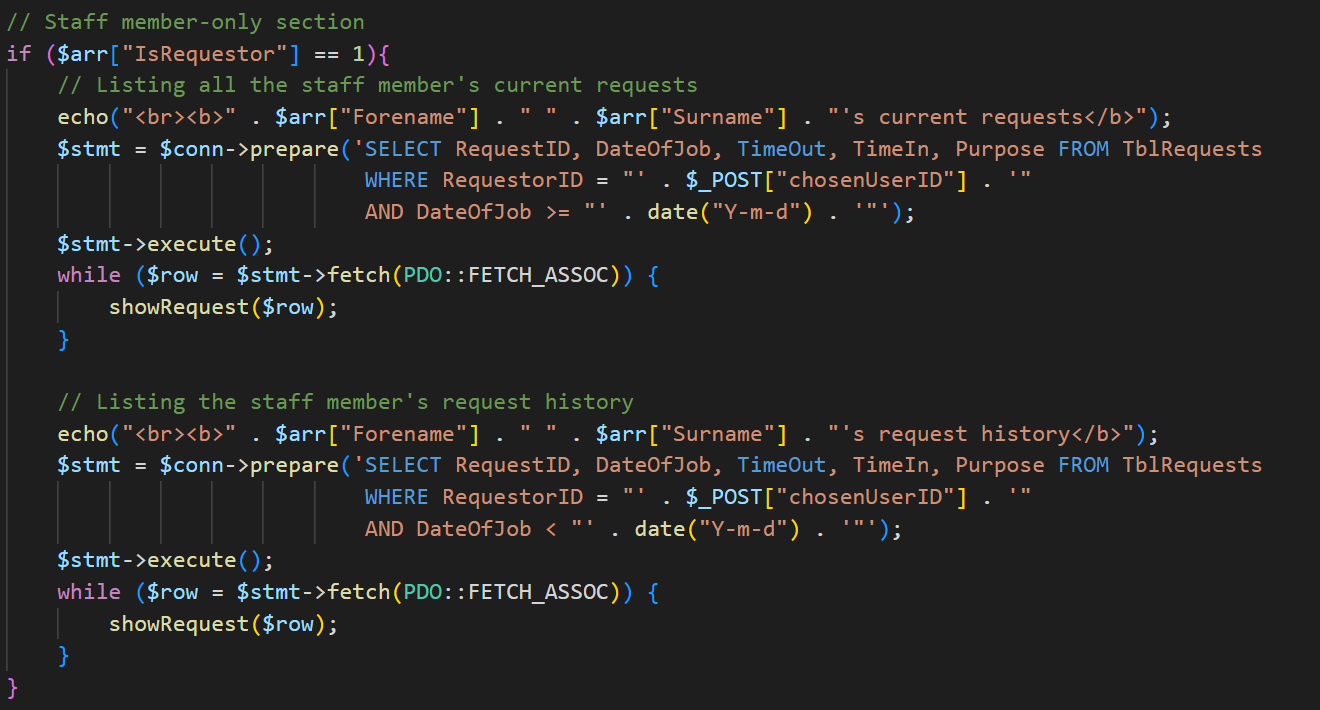 // Staff member-only section
if ($arr["IsRequestor"] == 1){
    // Listing all the staff member's current requests
    echo("<br><b>" . $arr["Forename"] . " " . $arr["Surname"] . "'s current requests</b>");
    $stmt = $conn->prepare('SELECT RequestID, DateOfJob, TimeOut, TimeIn, Purpose FROM TblRequests
                            WHERE RequestorID = "' . $_POST["chosenUserID"] . '"
                            AND DateOfJob >= "' . date("Y-m-d") . '"');
    $stmt->execute();
    while ($row = $stmt->fetch(PDO::FETCH_ASSOC)) {
        showRequest($row);
    }

    // Listing the staff member's request history
    echo("<br><b>" . $arr["Forename"] . " " . $arr["Surname"] . "'s request history</b>");
    $stmt = $conn->prepare('SELECT RequestID, DateOfJob, TimeOut, TimeIn, Purpose FROM TblRequests
                            WHERE RequestorID = "' . $_POST["chosenUserID"] . '"
                            AND DateOfJob < "' . date("Y-m-d") . '"');
    $stmt->execute();
    while ($row = $stmt->fetch(PDO::FETCH_ASSOC)) {
        showRequest($row);
    }
}